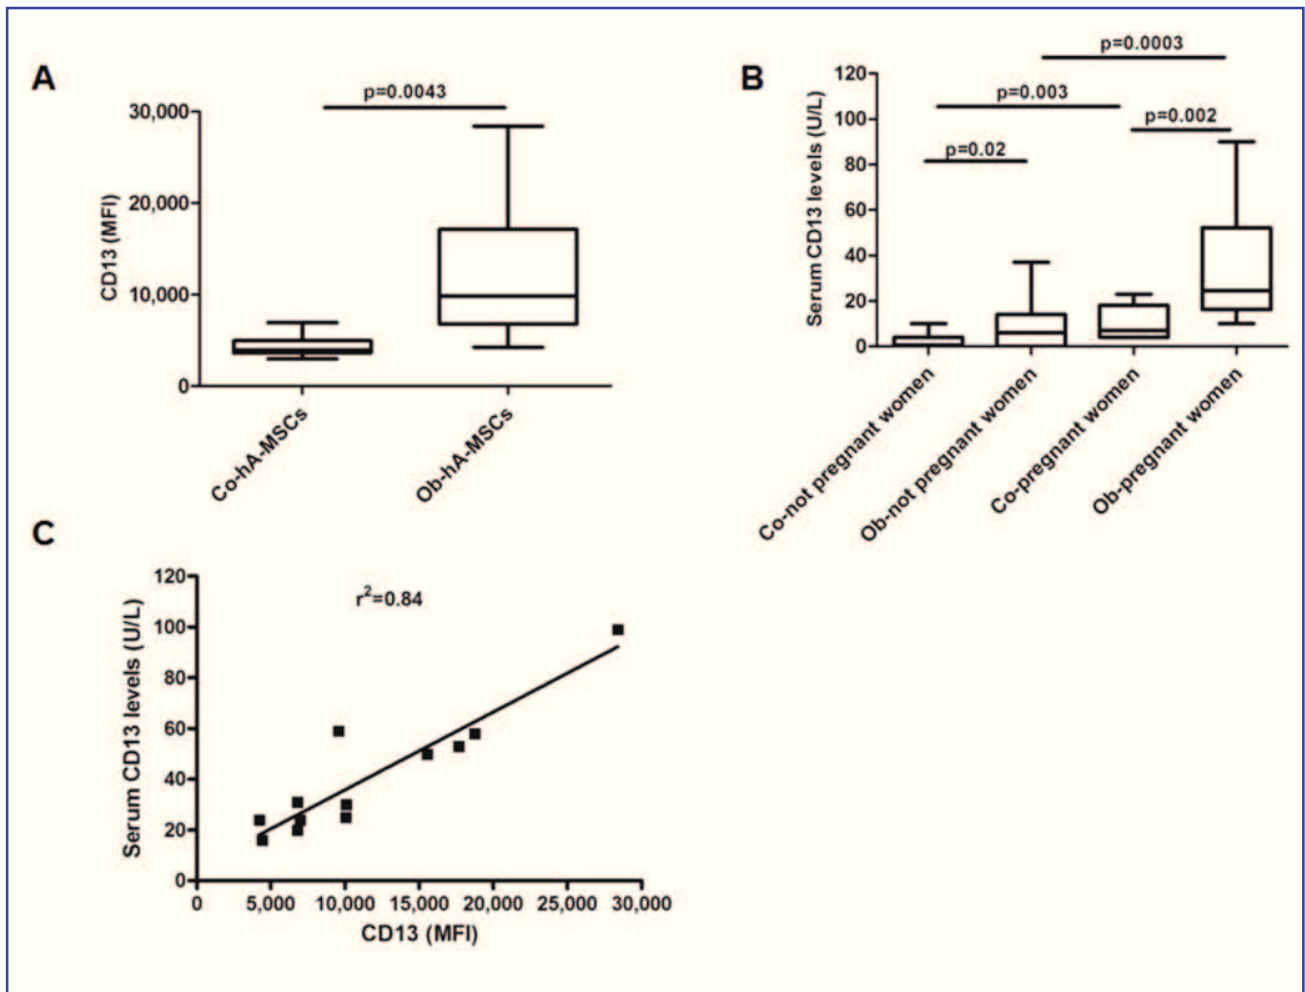 A
p=0.0043
30,000
20,000
10,000
0
CD13 (MFI)
Co-hA-MSCs
Ob-hA-MSCs
B
p=0.0003
p=0.003
p=0.002
p=0.02
120
100
80
60
40
20
0
Serum CD13 levels (U/L)
Co-not pregnant women
Ob-not pregnant women
Co-pregnant women
Ob-pregnant women
C
r²=0.84
120
100
80
60
40
20
0
Serum CD13 levels (U/L)
0 5,000 10,000 15,000 20,000 25,000 30,000
CD13 (MFI)